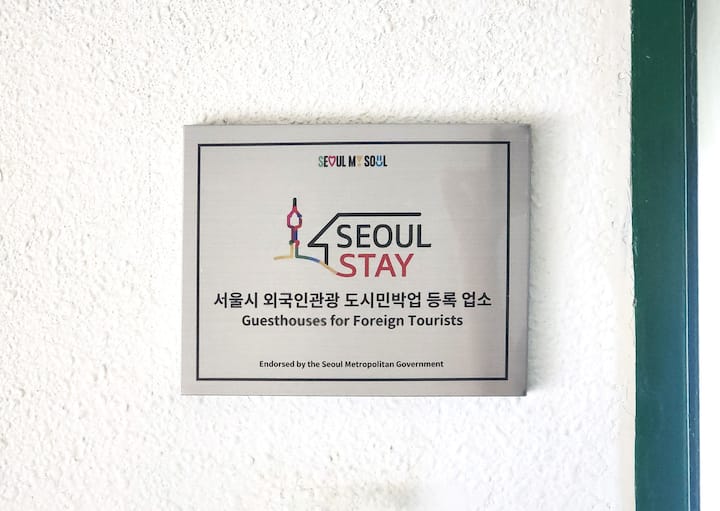 SEOUL MY SOUL
SEOUL
STAY
서울시 외국인관광 도시민박업 등록 업소
Guesthouses for Foreign Tourists
Endorsed by the Seoul Metropolitan Government